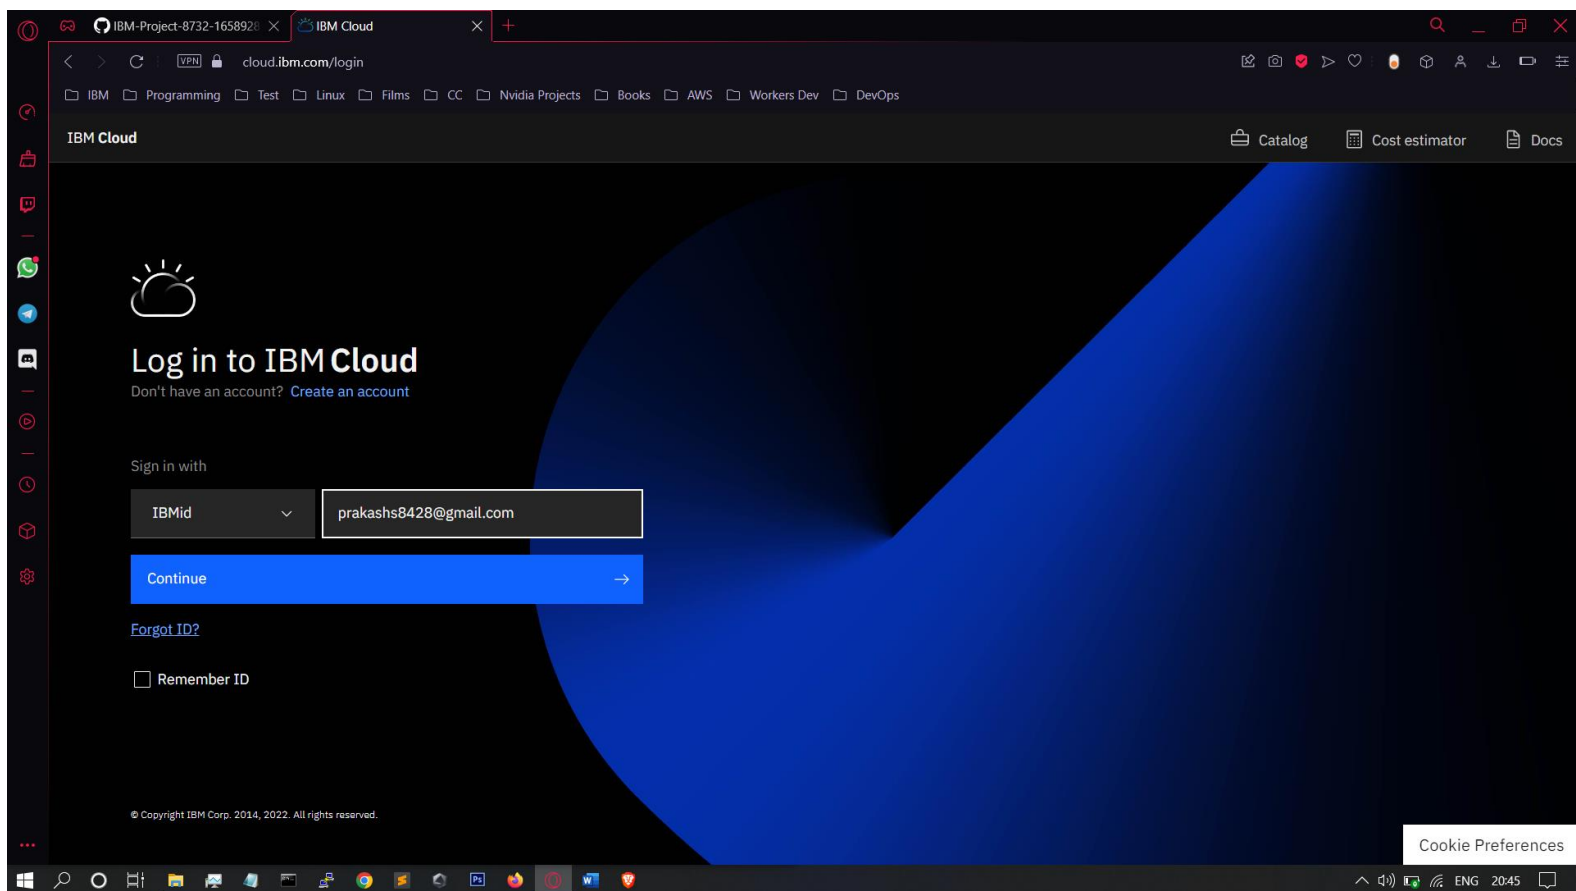 IBM-Project-8732-1658928
IBM Cloud
VPN
cloud.ibm.com/login
IBM Programming Test Linux Films CC Nvidia Projects Books AWS Workers Dev DevOps
IBM Cloud
Catalog Cost estimator Docs
Log in to IBM Cloud
Don't have an account? Create an account
Sign in with
IBMid
prakashs8428@gmail.com
Continue
Forgot ID?
Remember ID
© Copyright IBM Corp. 2014, 2022. All rights reserved.
Cookie Preferences
Ps
W
ENG 20:45